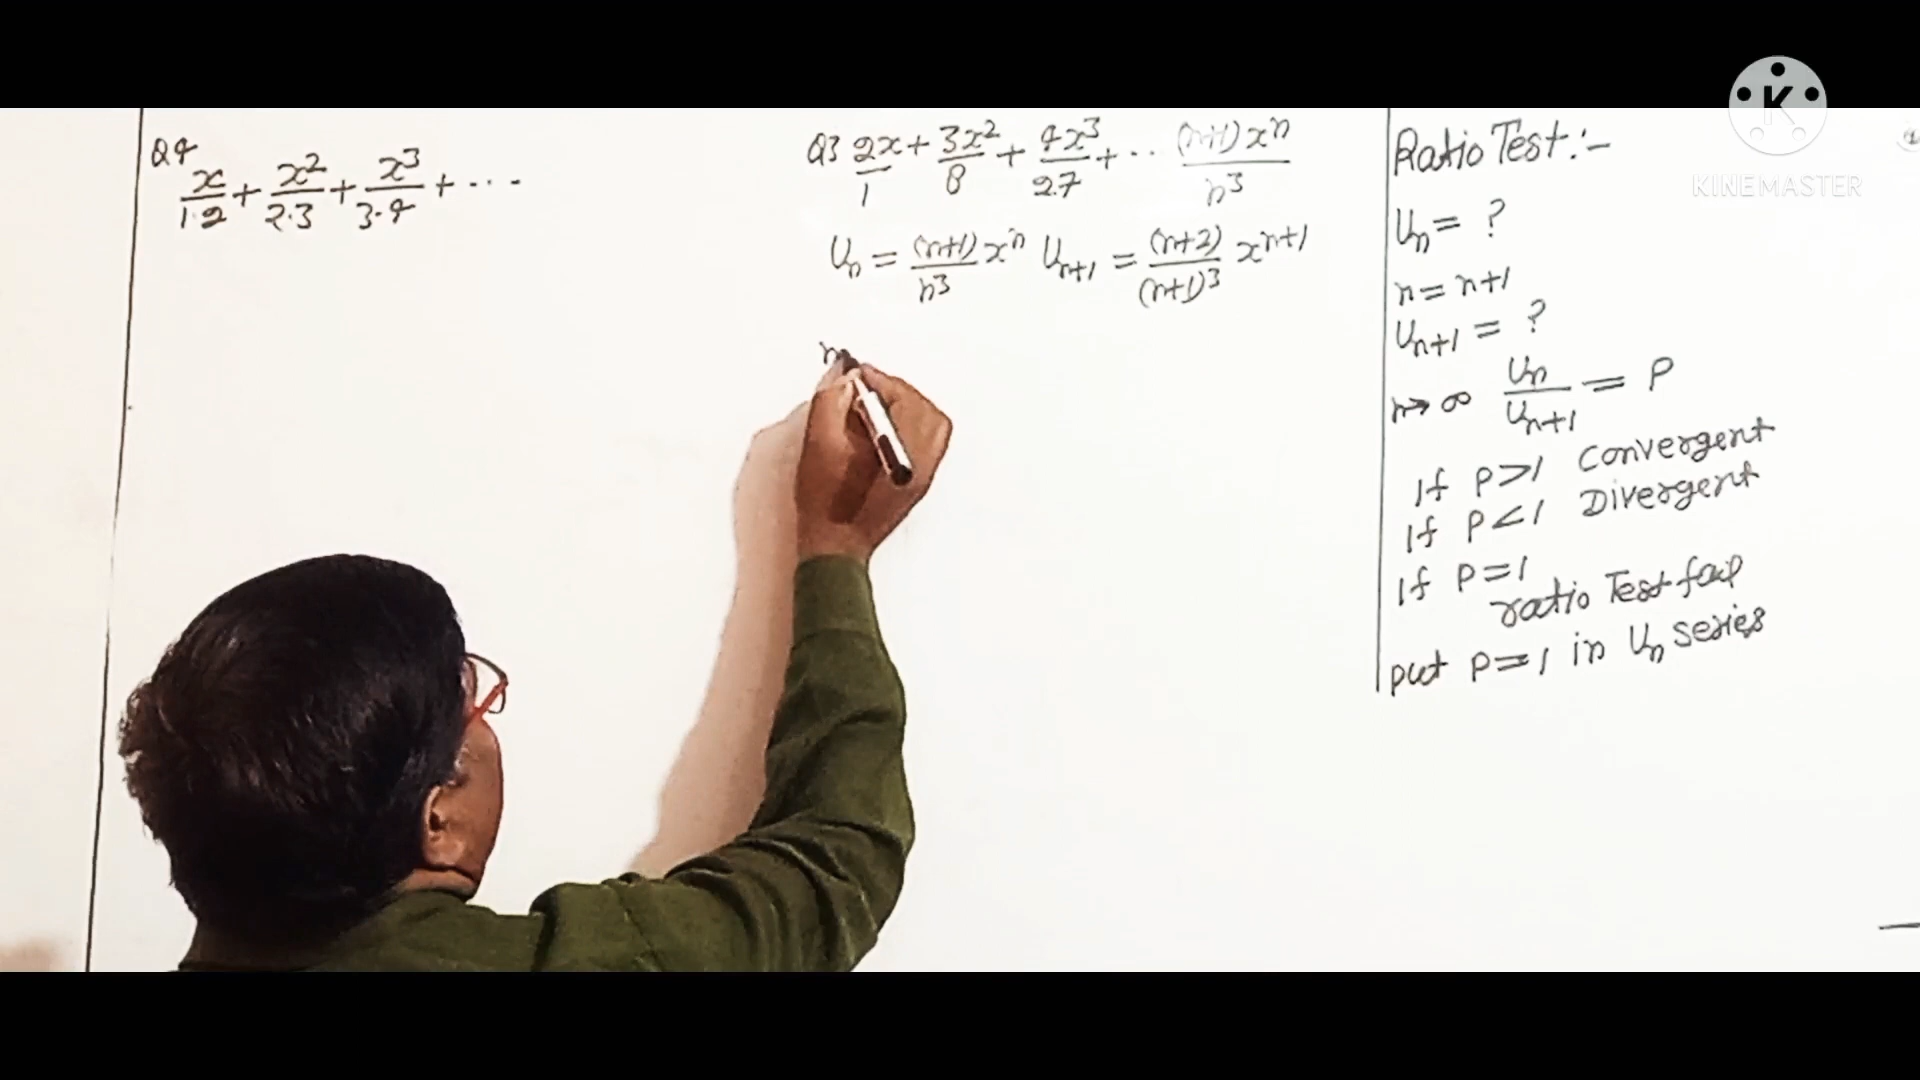 Q4
x/1·2 + x²/2·3 + x³/3·4 + ...
Q3 2x/1 + 3x²/8 + 4x³/27 + ... (n+1)xⁿ/n³
Uₙ = (n+1)/n³ xⁿ Uₙ₊₁ = (n+2)/(n+1)³ xⁿ⁺¹
n
Ratio Test:-
Uₙ = ?
n = n+1
Uₙ₊₁ = ?
n→∞ Uₙ/Uₙ₊₁ = P
If P>1 Convergent
If P<1 Divergent
If P=1
ratio Test fail
put P=1 in Uₙ series
K
KINEMASTER